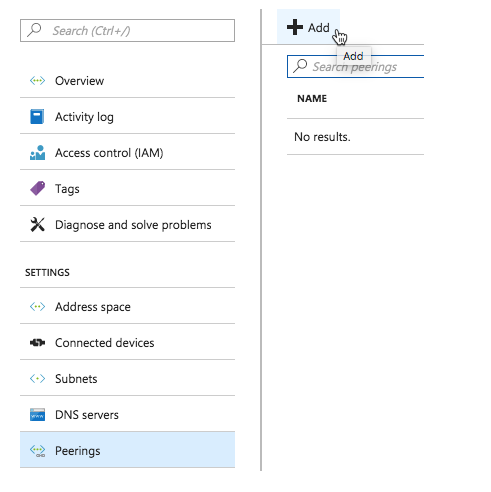 Search (Ctrl+/)
Overview
Activity log
Access control (IAM)
Tags
Diagnose and solve problems
SETTINGS
Address space
Connected devices
Subnets
DNS servers
Peerings
Add
Add
Search peerings
NAME
No results.